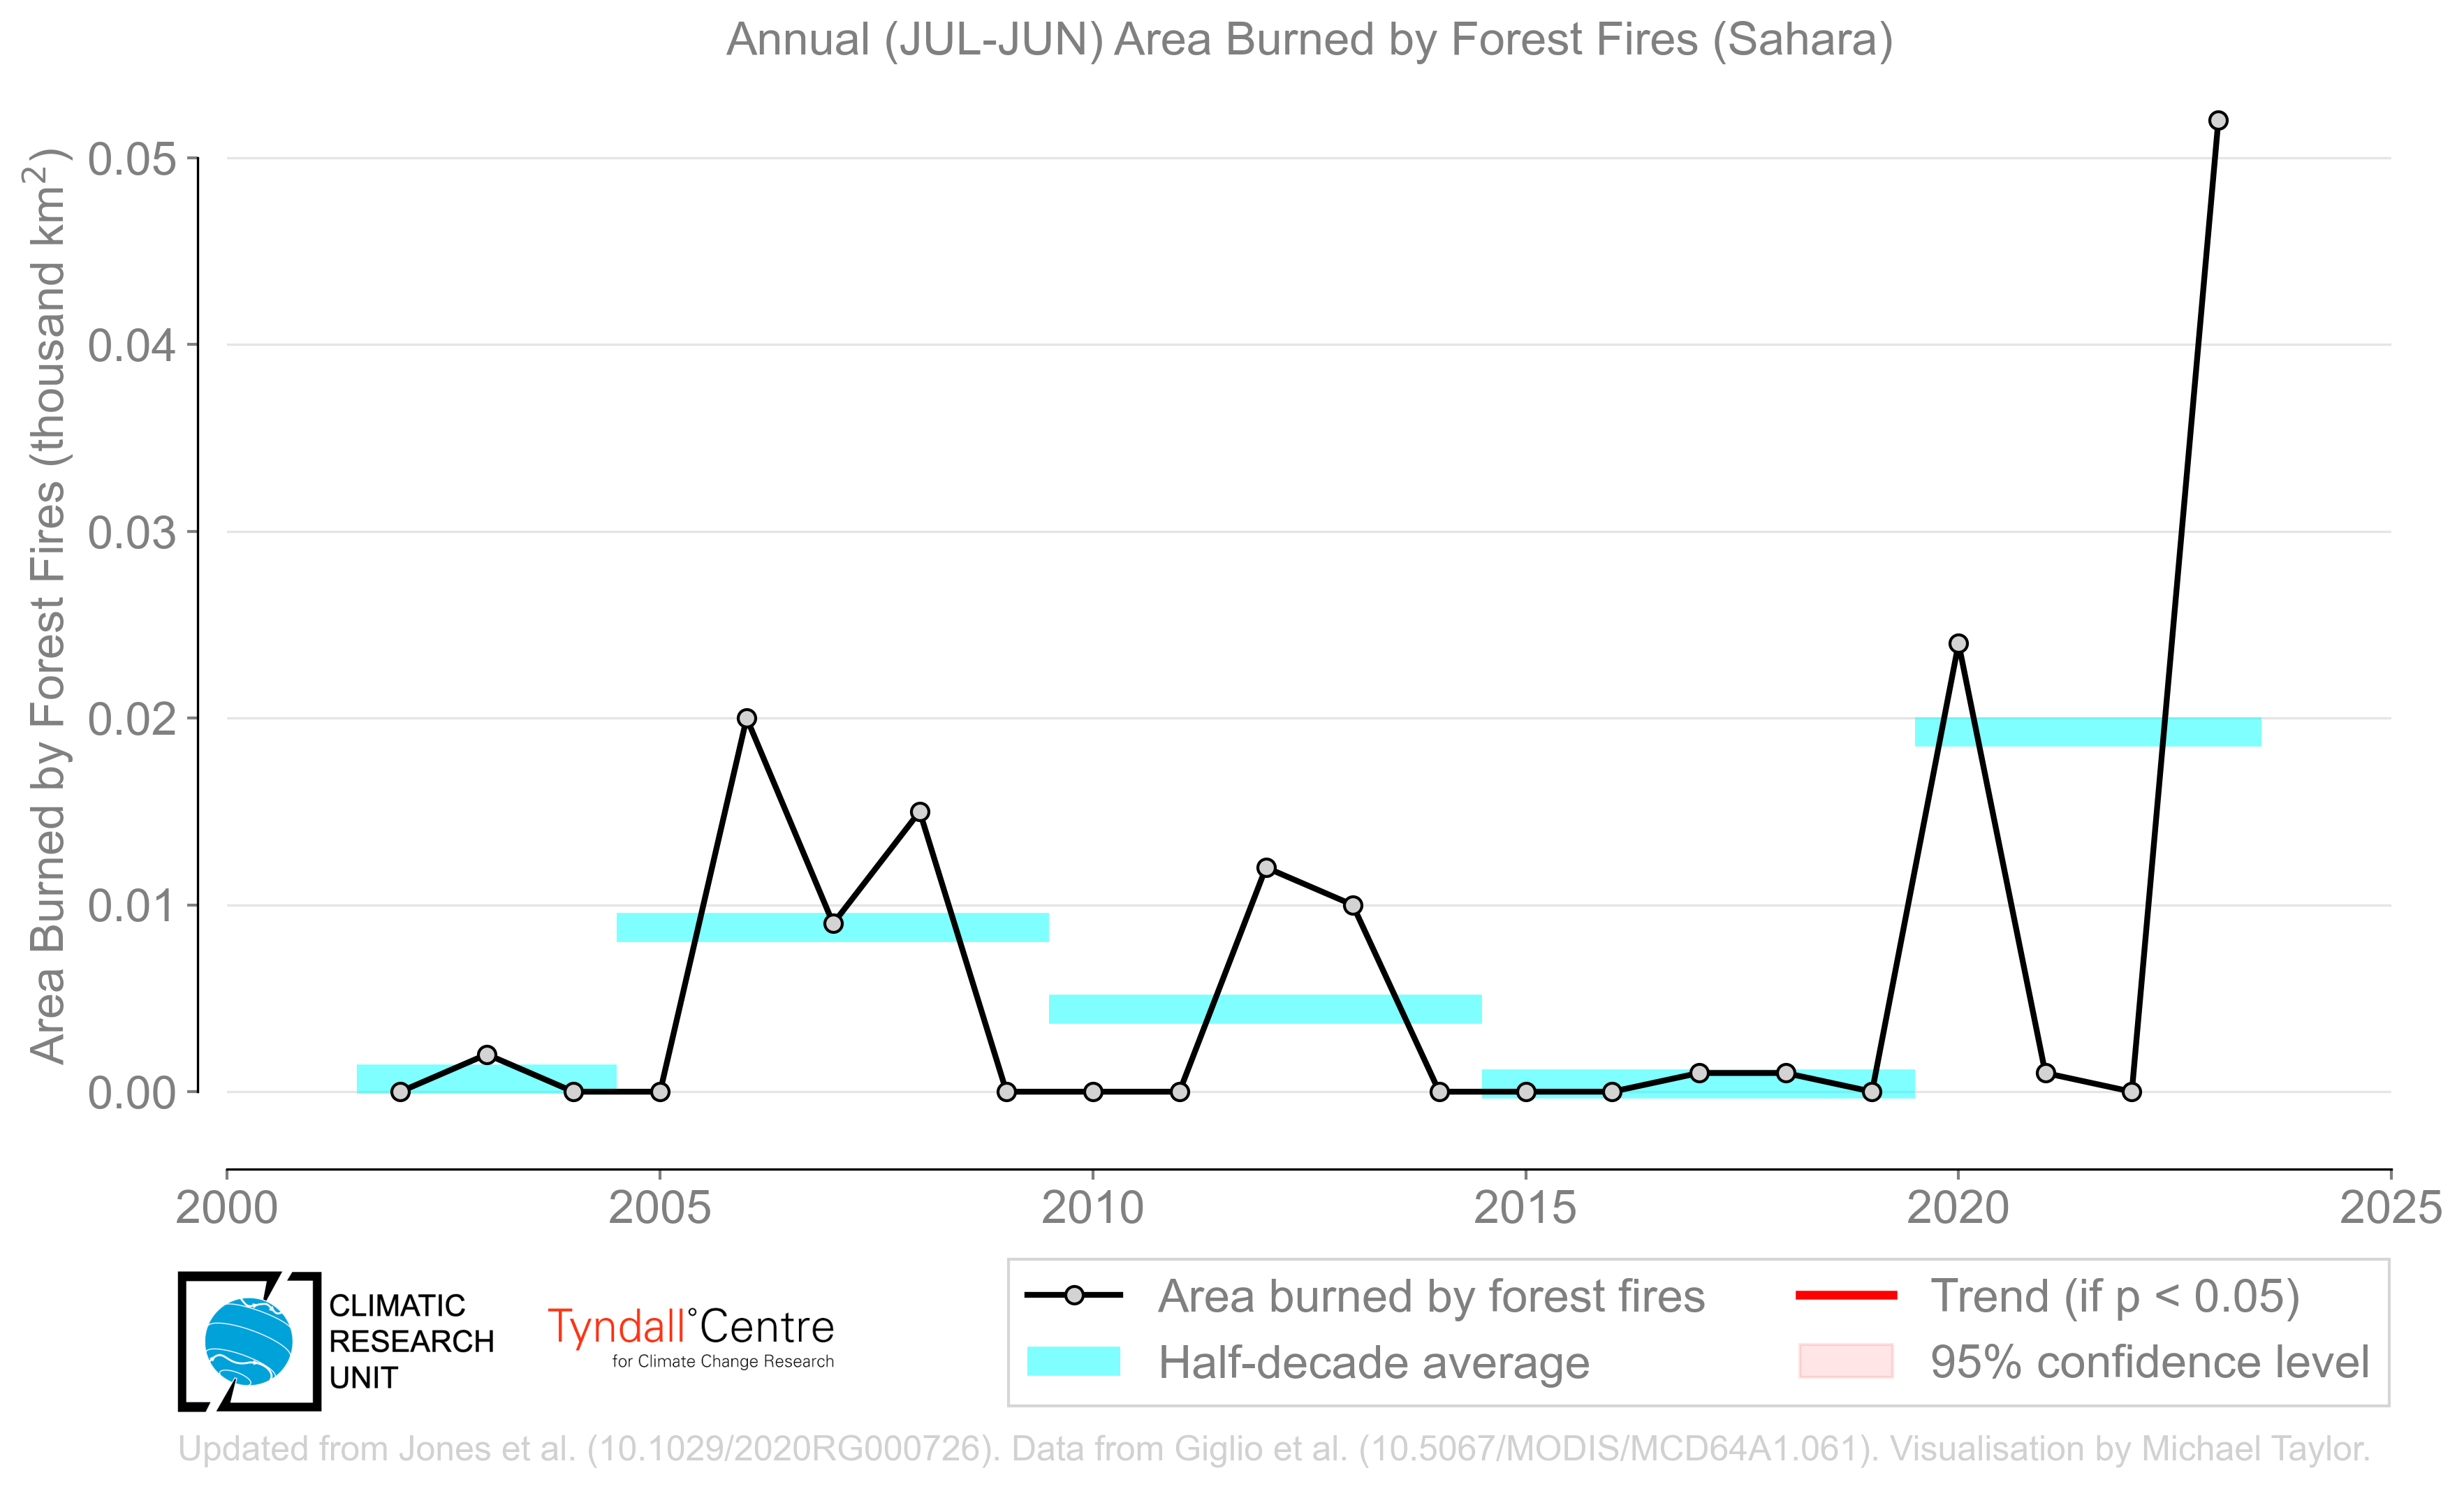 Annual (JUL-JUN) Area Burned by Forest Fires (Sahara)
Area Burned by Forest Fires (thousand km²)
0.05
0.04
0.03
0.02
0.01
0.00
2000 2005 2010 2015 2020 2025
CLIMATIC
RESEARCH
UNIT
Tyndall°Centre
for Climate Change Research
Area burned by forest fires
Half-decade average
Trend (if p < 0.05)
95% confidence level
Updated from Jones et al. (10.1029/2020RG000726). Data from Giglio et al. (10.5067/MODIS/MCD64A1.061). Visualisation by Michael Taylor.